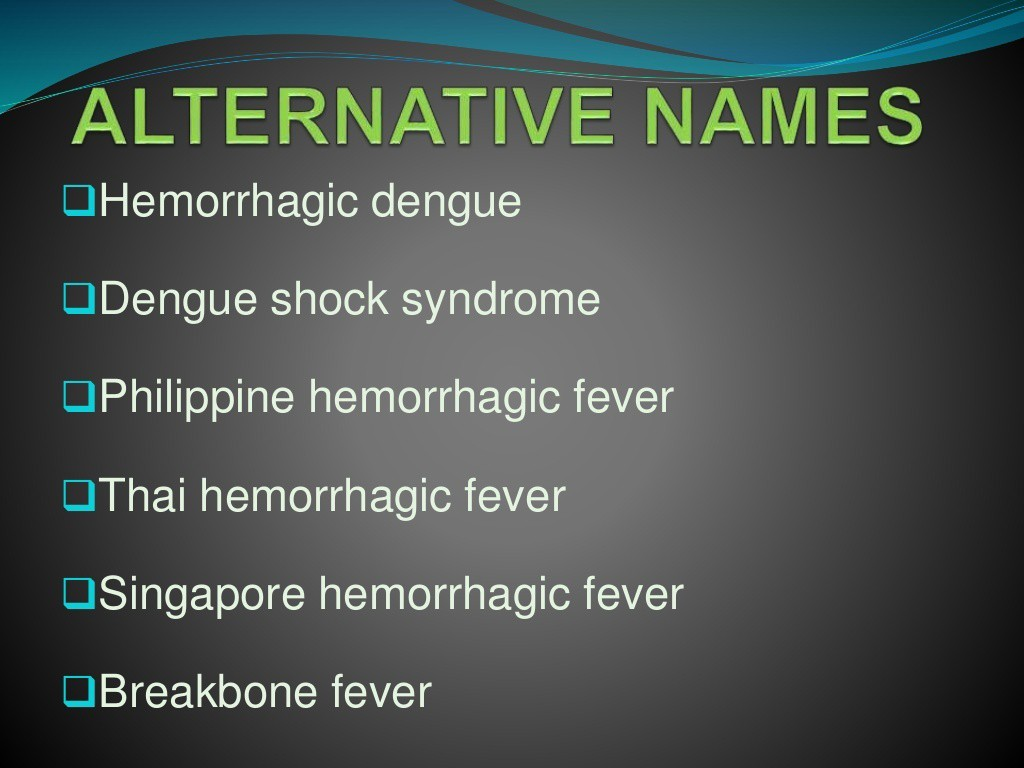 ALTERNATIVE NAMES
❑Hemorrhagic dengue
❑Dengue shock syndrome
❑Philippine hemorrhagic fever
❑Thai hemorrhagic fever
❑Singapore hemorrhagic fever
❑Breakbone fever